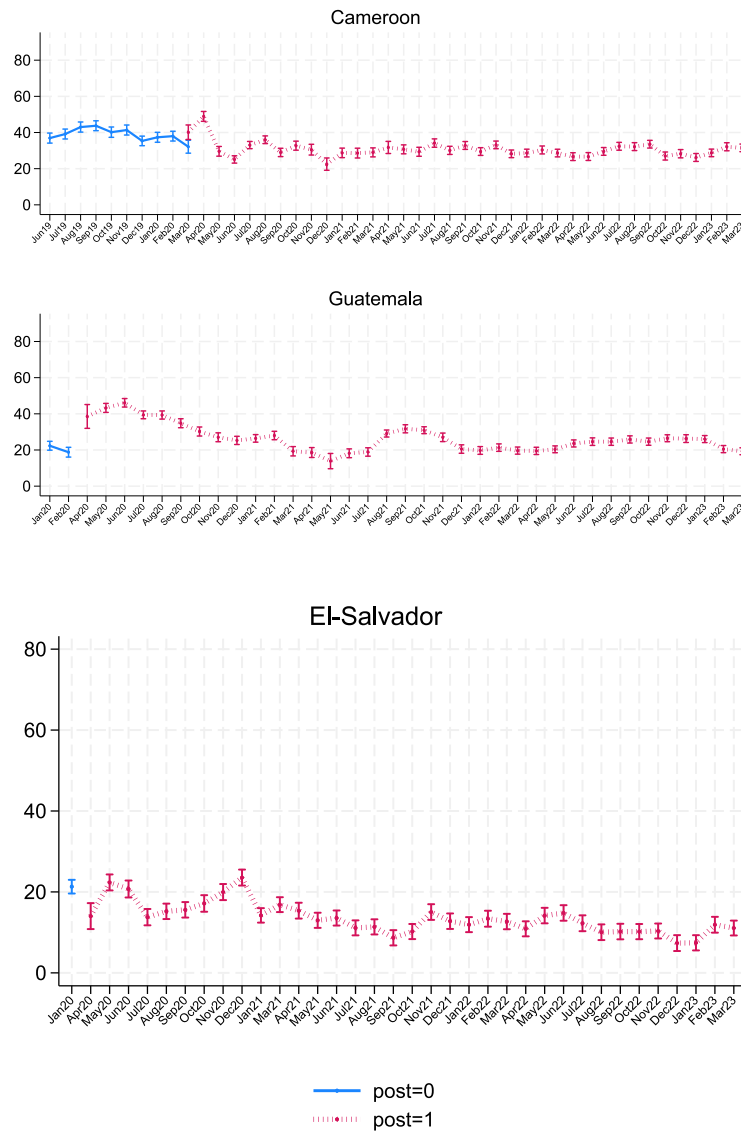 Cameroon
80
60
40
20
0
Jun19 Jul19 Aug19 Sep19 Oct19 Nov19 Dec19 Jan20 Feb20 Mar20 Apr20 May20 Jun20 Jul20 Aug20 Sep20 Oct20 Nov20 Dec20 Jan21 Feb21 Mar21 Apr21 May21 Jun21 Jul21 Aug21 Sep21 Oct21 Nov21 Dec21 Jan22 Feb22 Mar22 Apr22 May22 Jun22 Jul22 Aug22 Sep22 Oct22 Nov22 Dec22 Jan23 Feb23 Mar23
Guatemala
80
60
40
20
0
Jan20 Feb20 Apr20 May20 Jun20 Jul20 Aug20 Sep20 Oct20 Nov20 Dec20 Jan21 Feb21 Mar21 Apr21 May21 Jun21 Jul21 Aug21 Sep21 Oct21 Nov21 Dec21 Jan22 Feb22 Mar22 Apr22 May22 Jun22 Jul22 Aug22 Sep22 Oct22 Nov22 Dec22 Jan23 Feb23 Mar23
El-Salvador
80
60
40
20
0
Jan20 Apr20 May20 Jun20 Jul20 Aug20 Sep20 Oct20 Nov20 Dec20 Jan21 Mar21 Apr21 May21 Jun21 Jul21 Aug21 Sep21 Oct21 Nov21 Dec21 Jan22 Feb22 Mar22 Apr22 May22 Jun22 Jul22 Aug22 Sep22 Oct22 Nov22 Dec22 Jan23 Feb23 Mar23
post=0
post=1